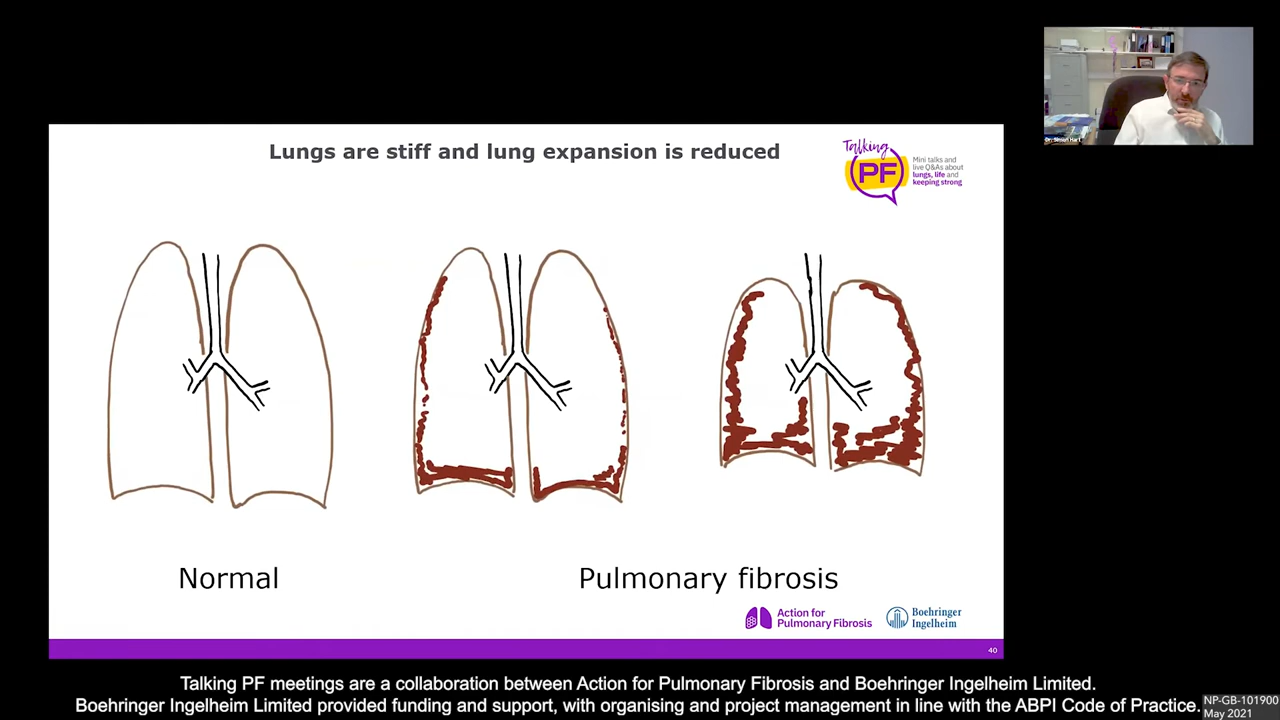 Dr. Simon Hart
Lungs are stiff and lung expansion is reduced
Talking
PF
Mini talks and
live Q&As about
lungs, life and
keeping strong
Normal
Pulmonary fibrosis
Action for
Pulmonary Fibrosis
Boehringer
Ingelheim
40
Talking PF meetings are a collaboration between Action for Pulmonary Fibrosis and Boehringer Ingelheim Limited.
Boehringer Ingelheim Limited provided funding and support, with organising and project management in line with the ABPI Code of Practice.
NP-GB-101900
May 2021